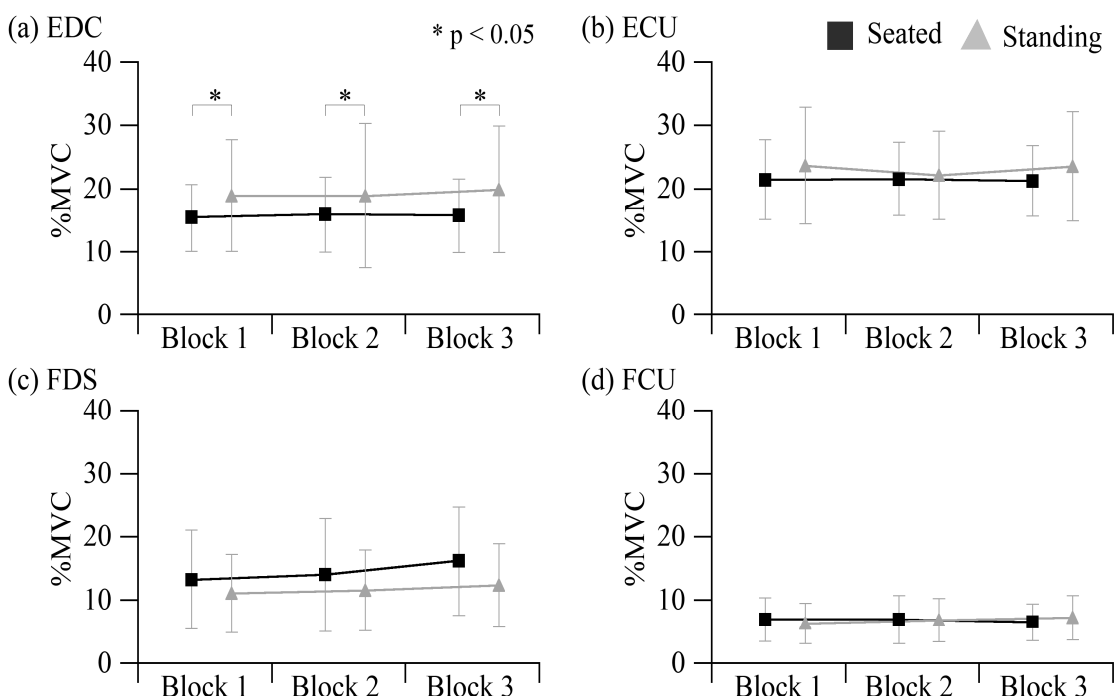 (a) EDC
* p < 0.05
40
30
20
10
0
%MVC
*
*
*
Block 1
Block 2
Block 3
(b) ECU
Seated
Standing
40
30
20
10
0
%MVC
Block 1
Block 2
Block 3
(c) FDS
40
30
20
10
0
%MVC
Block 1
Block 2
Block 3
(d) FCU
40
30
20
10
0
%MVC
Block 1
Block 2
Block 3